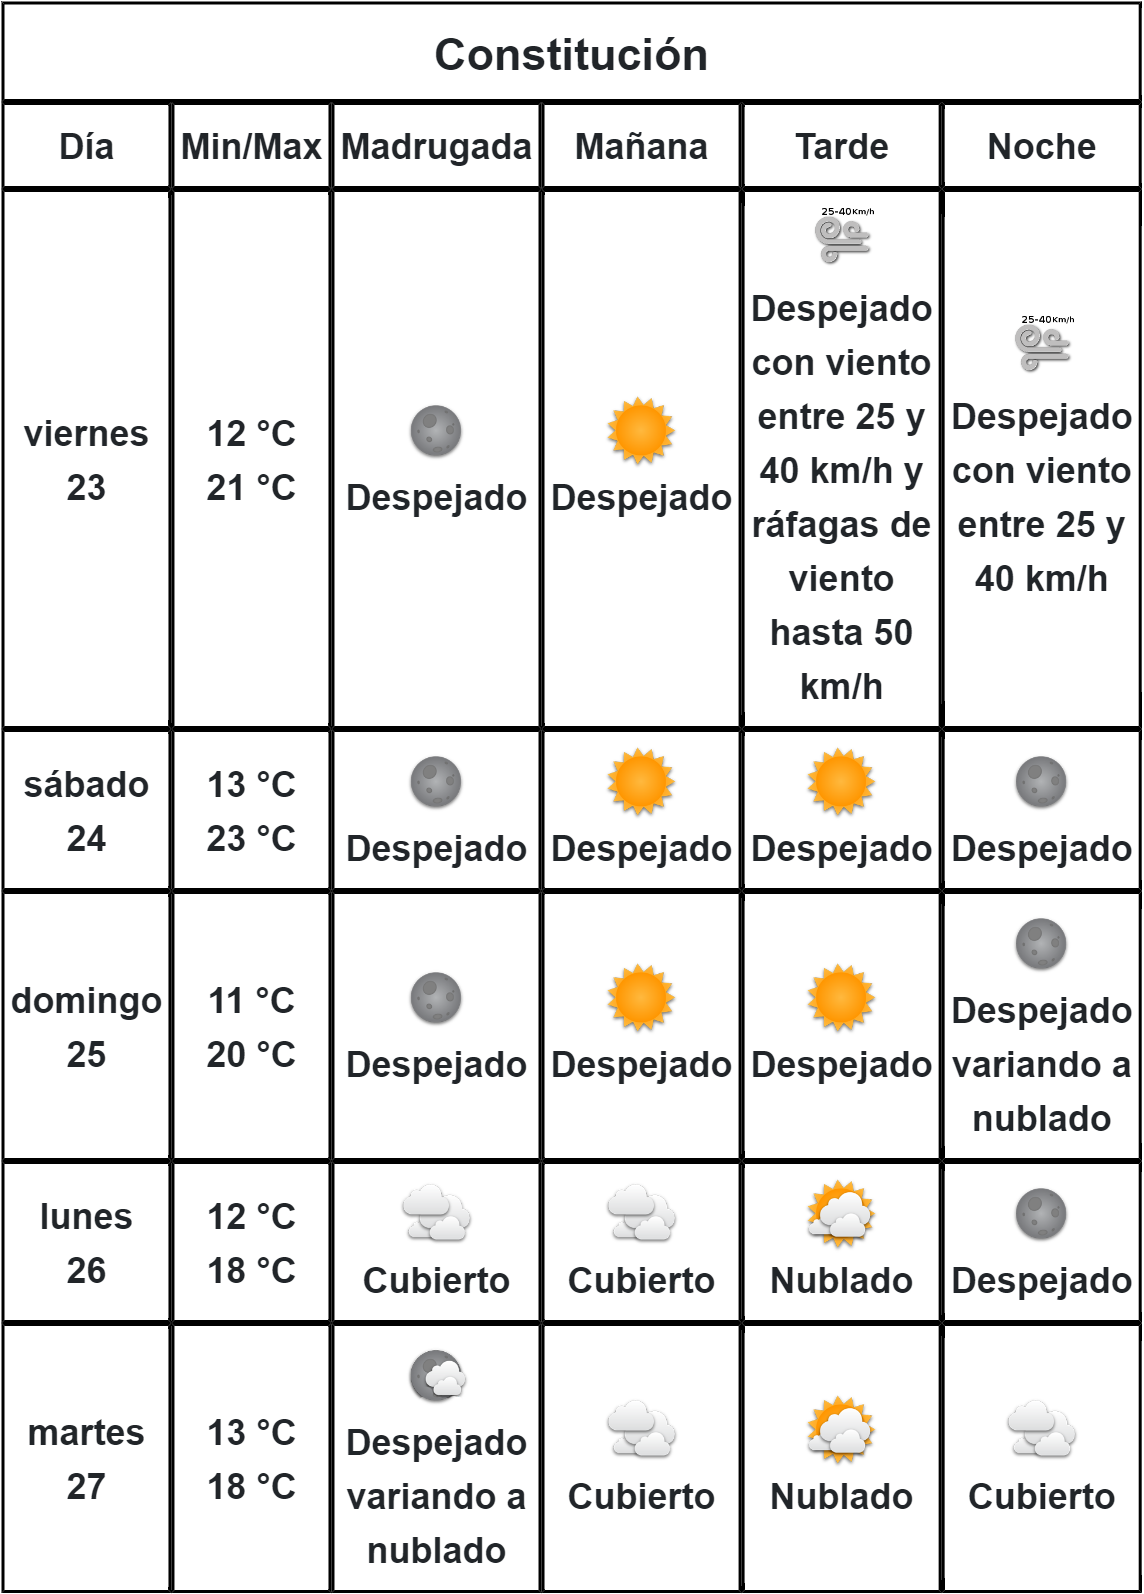 Constitución
Día Min/Max Madrugada Mañana Tarde Noche
viernes
23
12 °C
21 °C
Despejado
Despejado
25-40Km/h
Despejado
con viento
entre 25 y
40 km/h y
ráfagas de
viento
hasta 50
km/h
25-40Km/h
Despejado
con viento
entre 25 y
40 km/h
sábado
24
13 °C
23 °C
Despejado
Despejado
Despejado
Despejado
domingo
25
11 °C
20 °C
Despejado
Despejado
Despejado
Despejado
variando a
nublado
lunes
26
12 °C
18 °C
Cubierto
Cubierto
Nublado
Despejado
martes
27
13 °C
18 °C
Despejado
variando a
nublado
Cubierto
Nublado
Cubierto